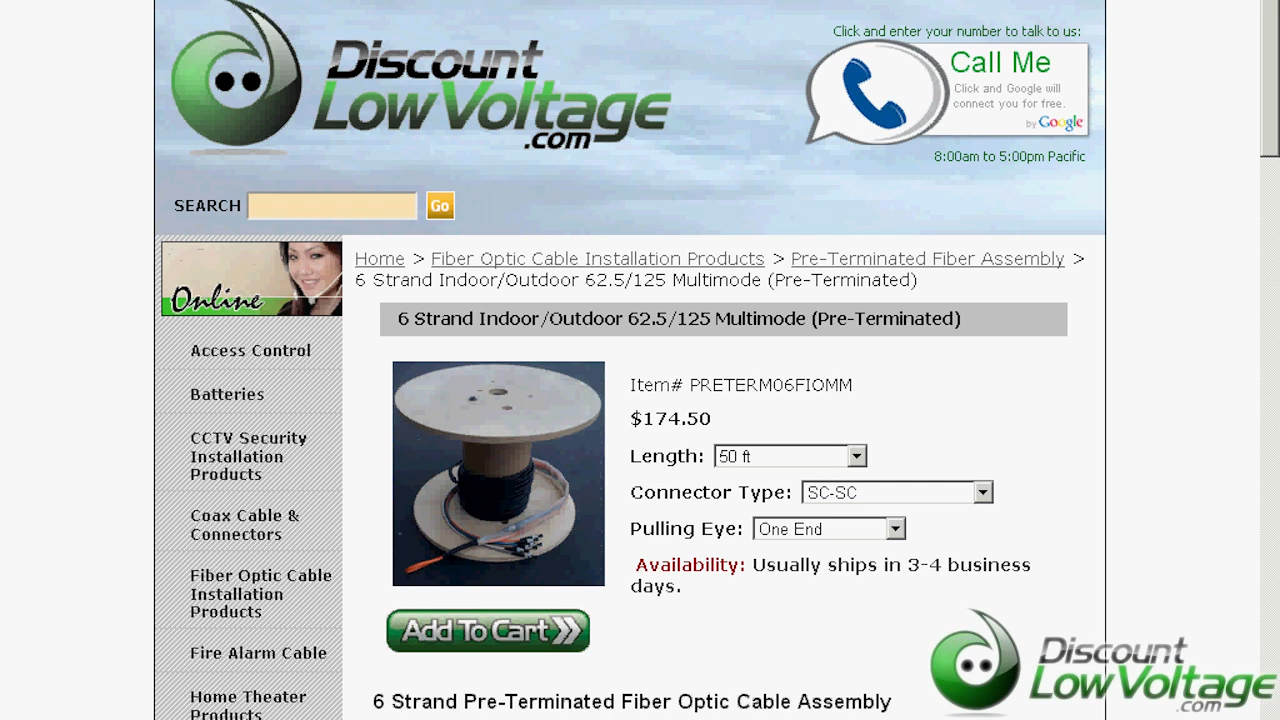 Discount
LowVoltage
.com
Click and enter your number to talk to us:
Call Me
Click and Google will
connect you for free.
by Google
8:00am to 5:00pm Pacific
SEARCH
Go
Online
Home > Fiber Optic Cable Installation Products > Pre-Terminated Fiber Assembly >
6 Strand Indoor/Outdoor 62.5/125 Multimode (Pre-Terminated)
6 Strand Indoor/Outdoor 62.5/125 Multimode (Pre-Terminated)
Access Control
Batteries
CCTV Security
Installation
Products
Coax Cable &
Connectors
Fiber Optic Cable
Installation
Products
Fire Alarm Cable
Home Theater
Products
Item# PRETERM06FIOMM
$174.50
Length: 50 ft
Connector Type: SC-SC
Pulling Eye: One End
Availability: Usually ships in 3-4 business
days.
Add To Cart
6 Strand Pre-Terminated Fiber Optic Cable Assembly
Discount
LowVoltage
.com